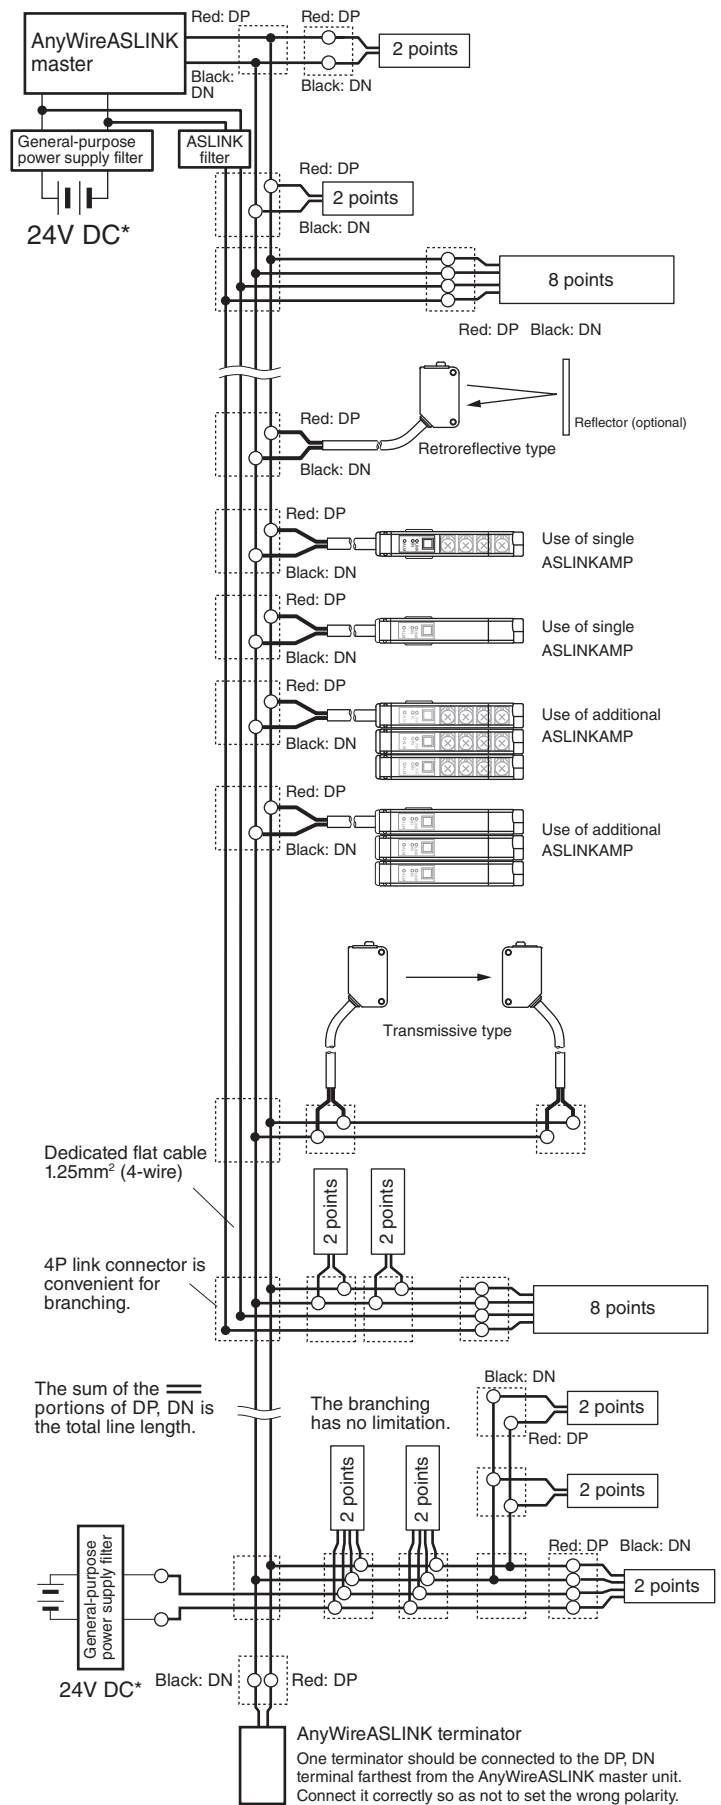 Red: DP
Red: DP
AnyWireASLINK
master
2 points
Black:
DN
Black: DN
General-purpose
power supply filter
ASLINK
filter
Red: DP
2 points
24V DC*
Black: DN
8 points
Red: DP Black: DN
Red: DP
Reflector (optional)
Retroreflective type
Black: DN
Red: DP
Use of single
ASLINKAMP
Black: DN
Red: DP
Use of single
ASLINKAMP
Black: DN
Red: DP
Use of additional
ASLINKAMP
Black: DN
Red: DP
Use of additional
ASLINKAMP
Black: DN
Transmissive type
Dedicated flat cable
1.25mm² (4-wire)
2 points
2 points
4P link connector is
convenient for
branching.
8 points
The sum of the
portions of DP, DN is
the total line length.
The branching
has no limitation.
Black: DN
2 points
Red: DP
2 points
2 points
2 points
General-purpose
power supply filter
Red: DP Black: DN
2 points
24V DC*
Black: DN
Red: DP
AnyWireASLINK terminator
One terminator should be connected to the DP, DN
terminal farthest from the AnyWireASLINK master unit.
Connect it correctly so as not to set the wrong polarity.